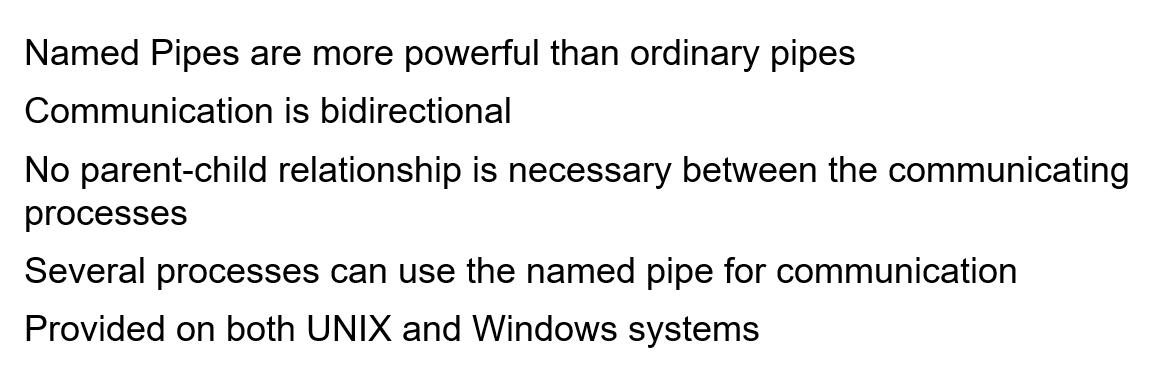 Named Pipes are more powerful than ordinary pipes
Communication is bidirectional
No parent-child relationship is necessary between the communicating
processes
Several processes can use the named pipe for communication
Provided on both UNIX and Windows systems